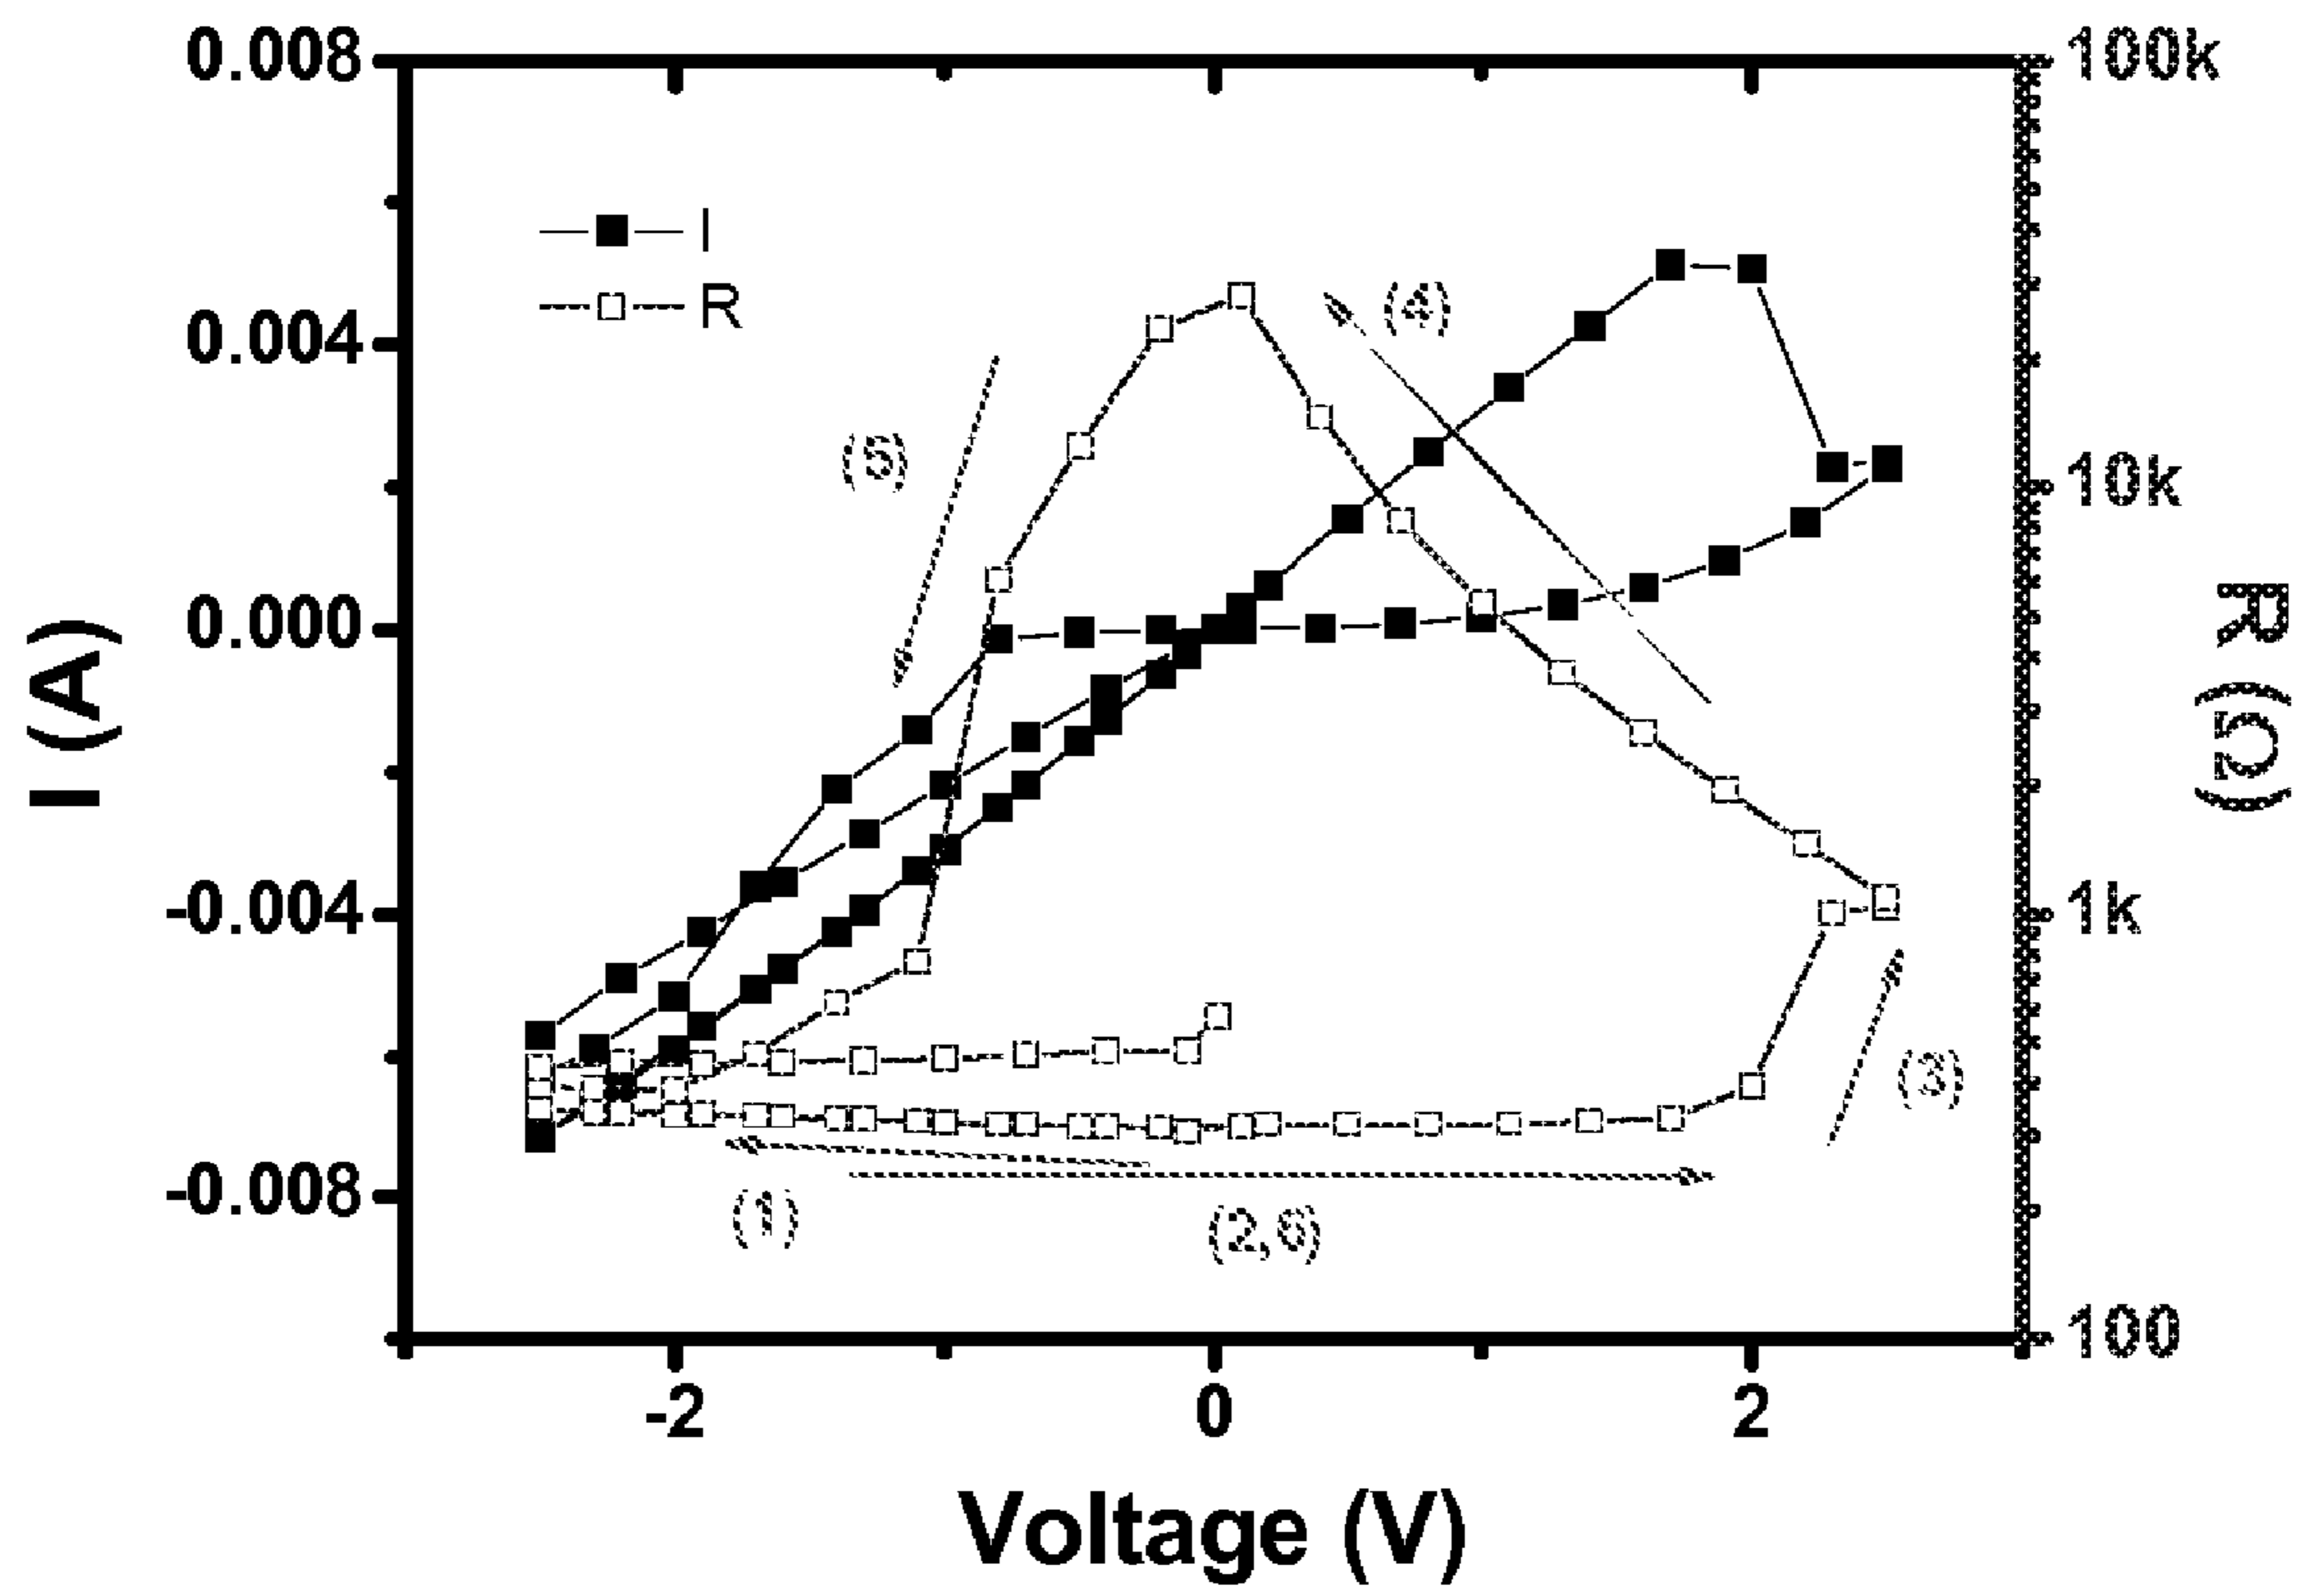 0.008
0.004
0.000
-0.004
-0.008
I (A)
I
R
100k
10k
1k
100
R (Ω)
(4)
(5)
(3)
(1)
(2,6)
-2
0
2
Voltage (V)